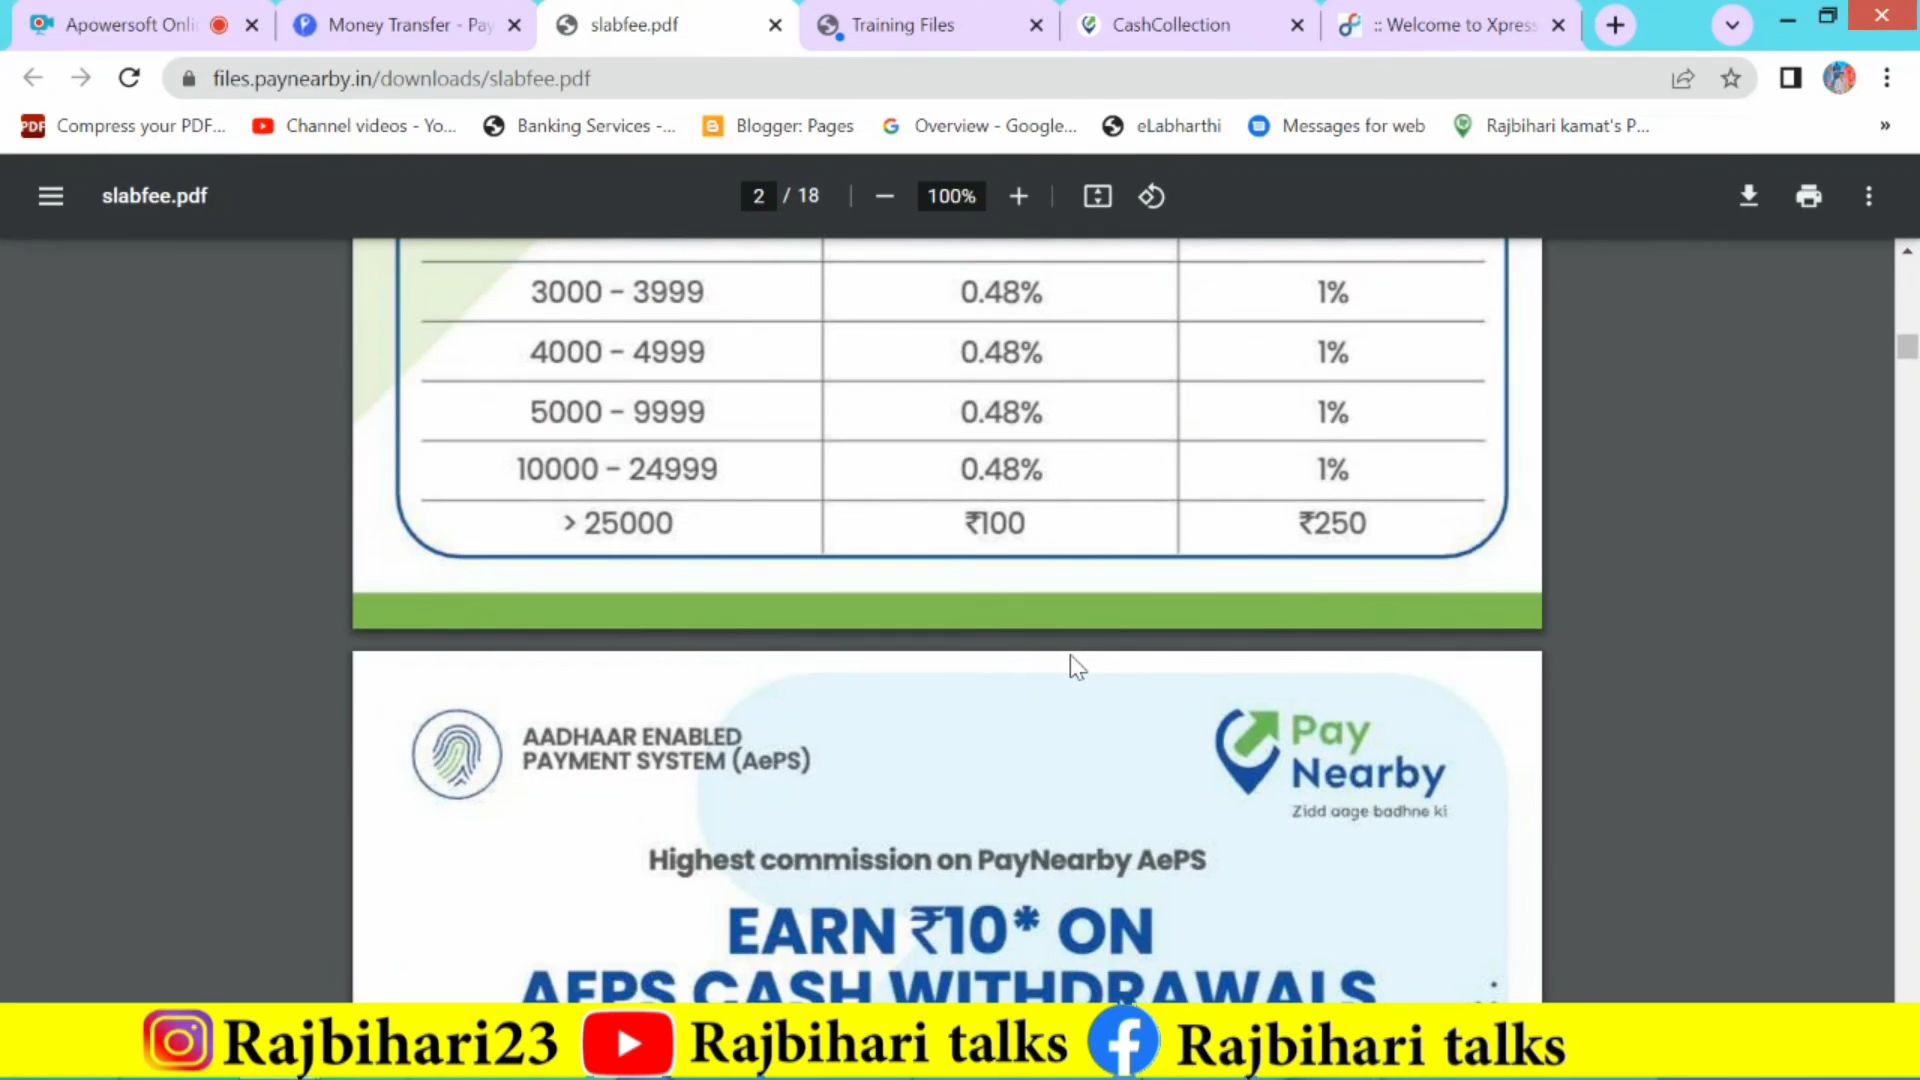 Apowersoft Onli
Money Transfer - Pay
slabfee.pdf
Training Files
CashCollection
:: Welcome to Xpress
files.paynearby.in/downloads/slabfee.pdf
PDF Compress your PDF...
Channel videos - Yo...
Banking Services -...
Blogger: Pages
Overview - Google...
eLabharthi
Messages for web
Rajbihari kamat's P...
»
slabfee.pdf
2 / 18
100%
3000 - 3999 0.48% 1%
4000 - 4999 0.48% 1%
5000 - 9999 0.48% 1%
10000 - 24999 0.48% 1%
> 25000 ₹100 ₹250
AADHAAR ENABLED
PAYMENT SYSTEM (AePS)
Pay
Nearby
Zidd aage badhne ki
Highest commission on PayNearby AePS
EARN ₹10* ON
AEPS CASH WITHDRAWALS
Rajbihari23 Rajbihari talks Rajbihari talks